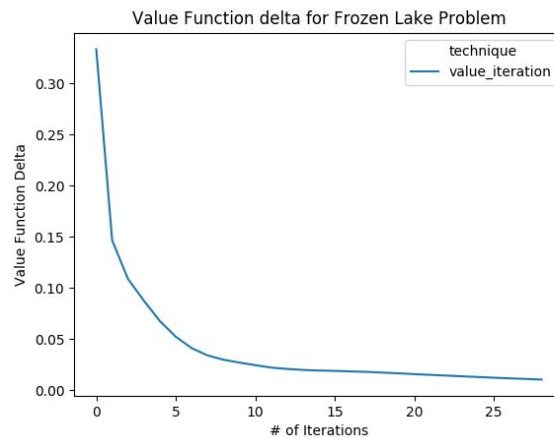 Value Function delta for Frozen Lake Problem
technique
value_iteration
Value Function Delta
0.30
0.25
0.20
0.15
0.10
0.05
0.00
0 5 10 15 20 25
# of Iterations